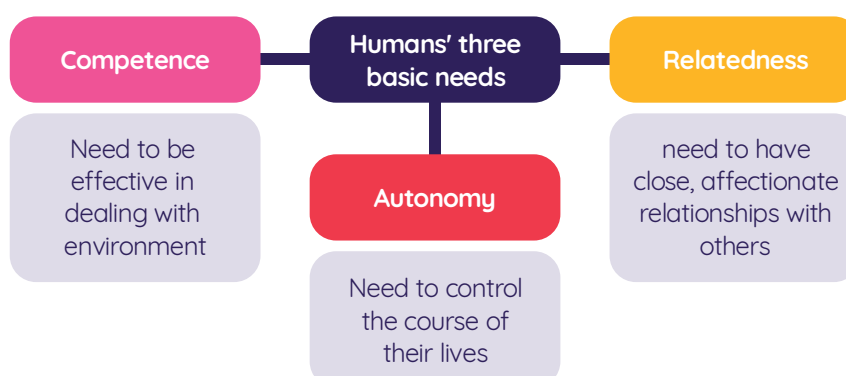 Competence
Need to be
effective in
dealing with
environment
Humans' three
basic needs
Autonomy
Need to control
the course of
their lives
Relatedness
need to have
close, affectionate
relationships with
others